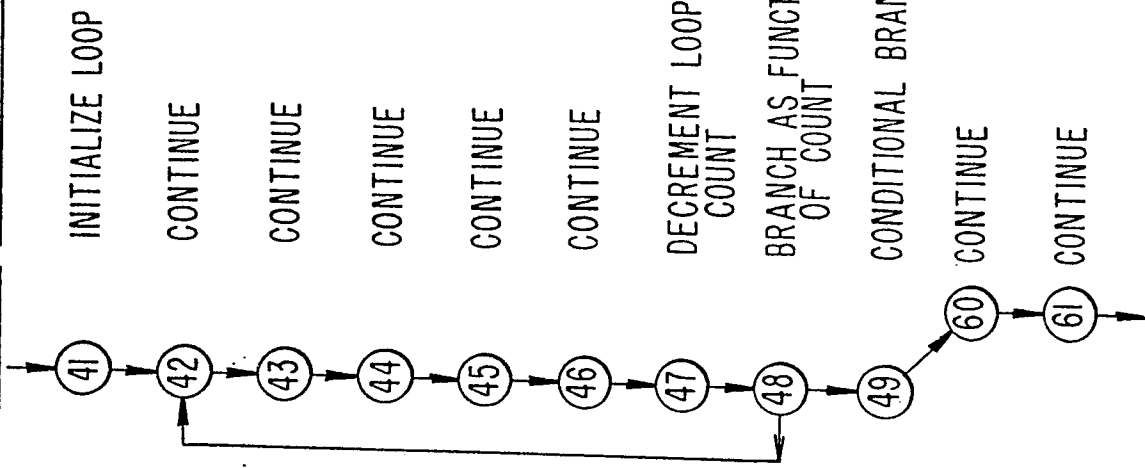 41 INITIALIZE LOOP
42 CONTINUE
43 CONTINUE
44 CONTINUE
45 CONTINUE
46 CONTINUE
47 DECREMENT LOOP
COUNT
48 BRANCH AS FUNCT
OF COUNT
49 CONDITIONAL BRAN
60 CONTINUE
61 CONTINUE